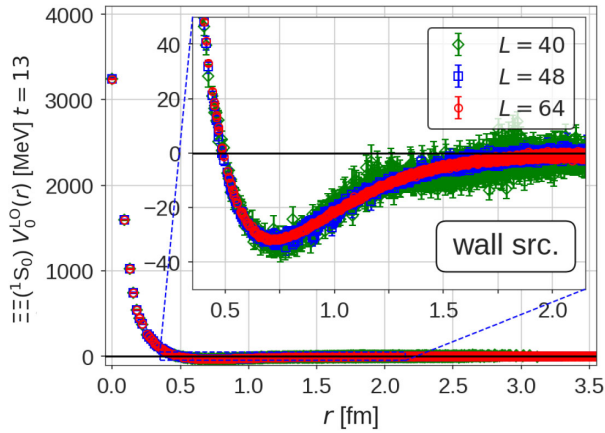 ΞΞ(¹S₀) V₀ᴸᴼ(r) [MeV] t = 13
4000
3000
2000
1000
0
0.0 0.5 1.0 1.5 2.0 2.5 3.0 3.5
r [fm]
40
20
0
−20
−40
0.5 1.0 1.5 2.0
L = 40
L = 48
L = 64
wall src.